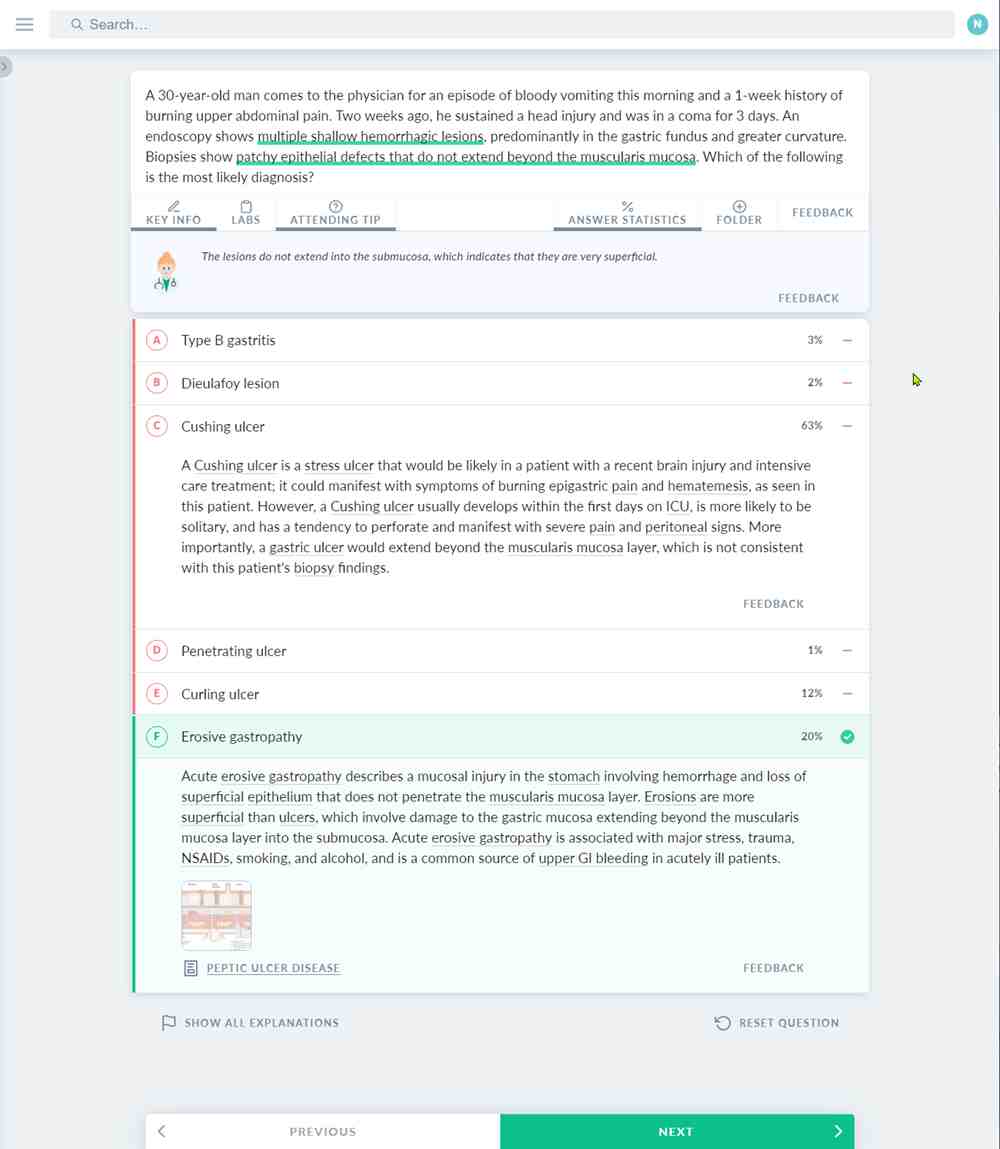 Search...
N
A 30-year-old man comes to the physician for an episode of bloody vomiting this morning and a 1-week history of
burning upper abdominal pain. Two weeks ago, he sustained a head injury and was in a coma for 3 days. An
endoscopy shows multiple shallow hemorrhagic lesions, predominantly in the gastric fundus and greater curvature.
Biopsies show patchy epithelial defects that do not extend beyond the muscularis mucosa. Which of the following
is the most likely diagnosis?
KEY INFO
LABS
ATTENDING TIP
%
ANSWER STATISTICS
FOLDER
FEEDBACK
The lesions do not extend into the submucosa, which indicates that they are very superficial.
FEEDBACK
A Type B gastritis 3%
B Dieulafoy lesion 2%
C Cushing ulcer 63%
A Cushing ulcer is a stress ulcer that would be likely in a patient with a recent brain injury and intensive
care treatment; it could manifest with symptoms of burning epigastric pain and hematemesis, as seen in
this patient. However, a Cushing ulcer usually develops within the first days on ICU, is more likely to be
solitary, and has a tendency to perforate and manifest with severe pain and peritoneal signs. More
importantly, a gastric ulcer would extend beyond the muscularis mucosa layer, which is not consistent
with this patient's biopsy findings.
FEEDBACK
D Penetrating ulcer 1%
E Curling ulcer 12%
F Erosive gastropathy 20%
Acute erosive gastropathy describes a mucosal injury in the stomach involving hemorrhage and loss of
superficial epithelium that does not penetrate the muscularis mucosa layer. Erosions are more
superficial than ulcers, which involve damage to the gastric mucosa extending beyond the muscularis
mucosa layer into the submucosa. Acute erosive gastropathy is associated with major stress, trauma,
NSAIDs, smoking, and alcohol, and is a common source of upper GI bleeding in acutely ill patients.
PEPTIC ULCER DISEASE
FEEDBACK
SHOW ALL EXPLANATIONS
RESET QUESTION
PREVIOUS
NEXT